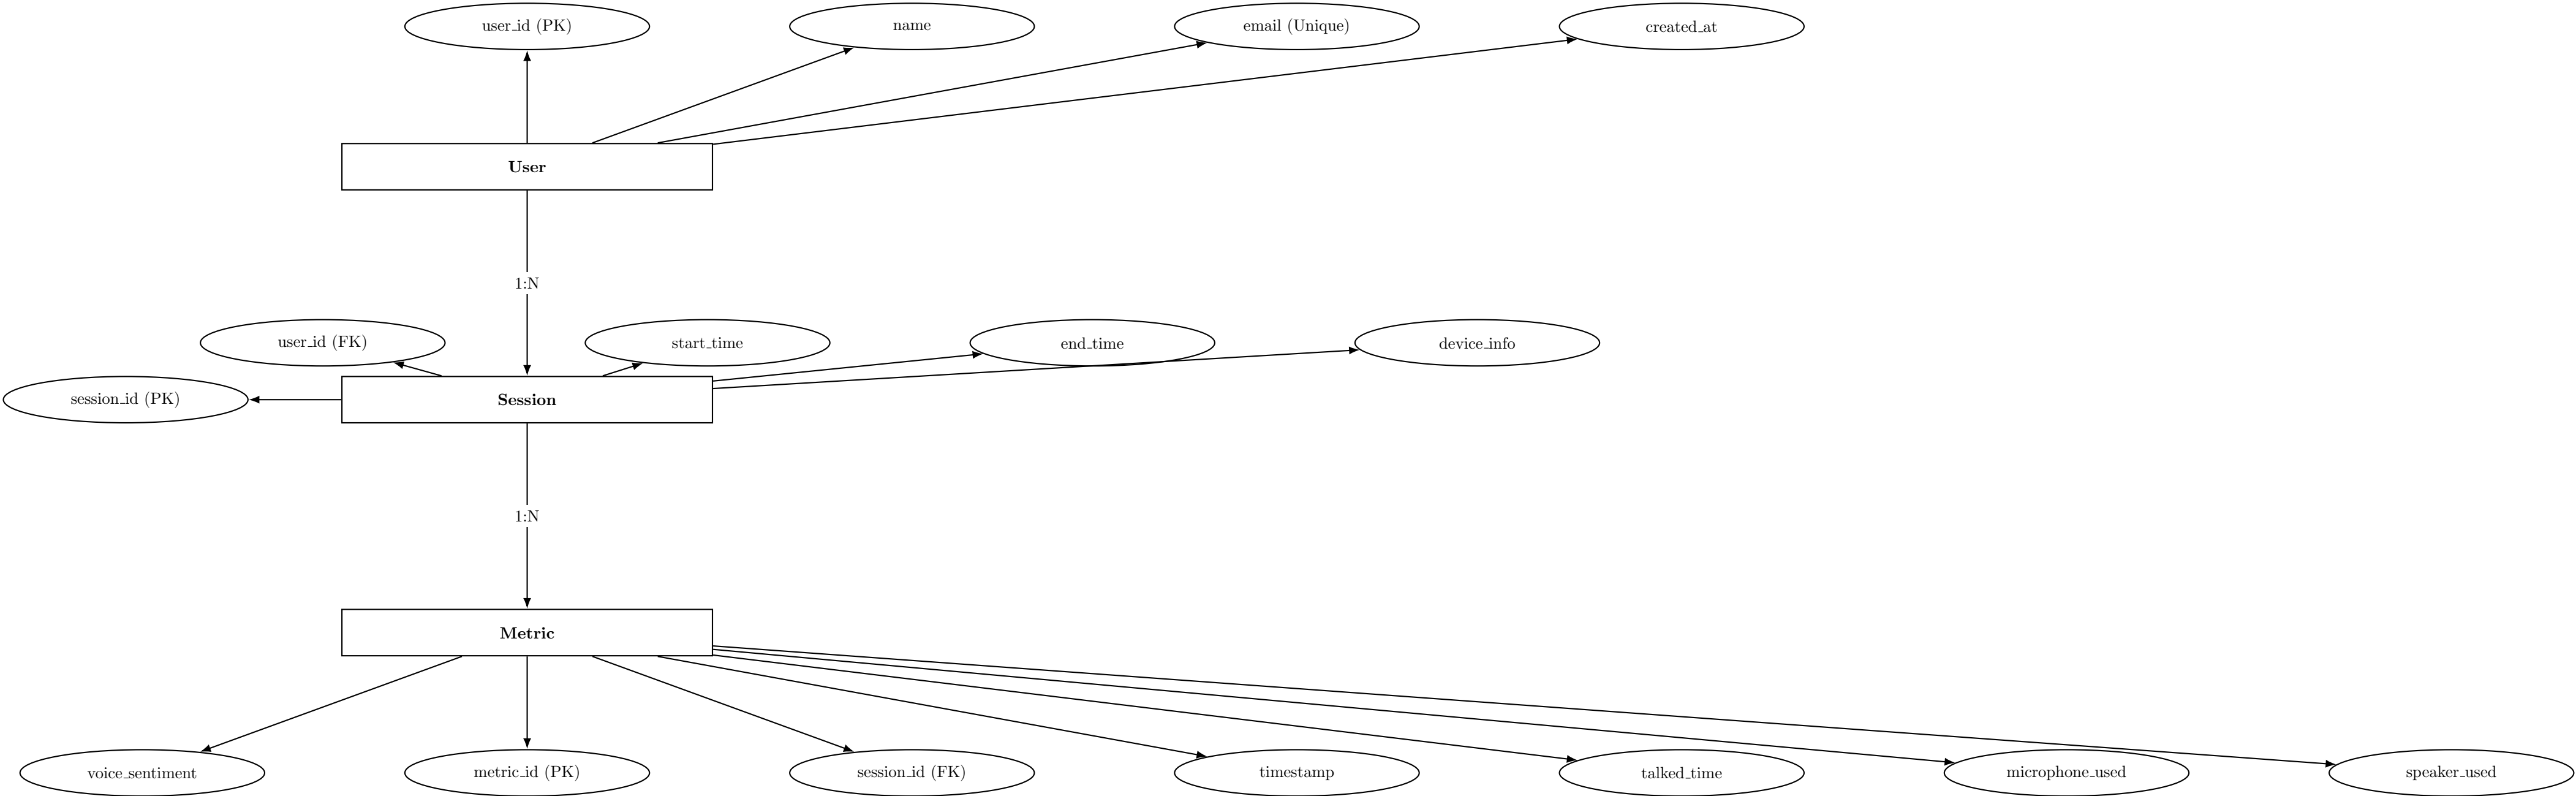 user_id (PK)
name
email (Unique)
created_at
User
1:N
user_id (FK)
start_time
end_time
device_info
session_id (PK)
Session
1:N
Metric
voice_sentiment
metric_id (PK)
session_id (FK)
timestamp
talked_time
microphone_used
speaker_used